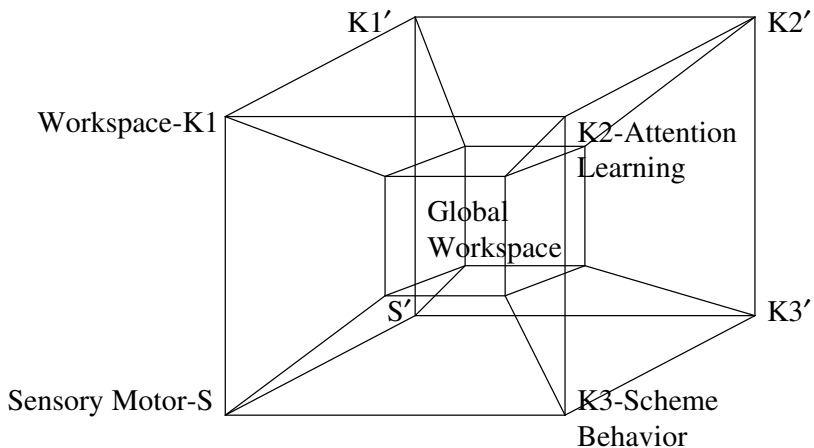 K1′
K2′
Workspace-K1
K2-Attention
Learning
Global
Workspace
S′
K3′
Sensory Motor-S
K3-Scheme
Behavior